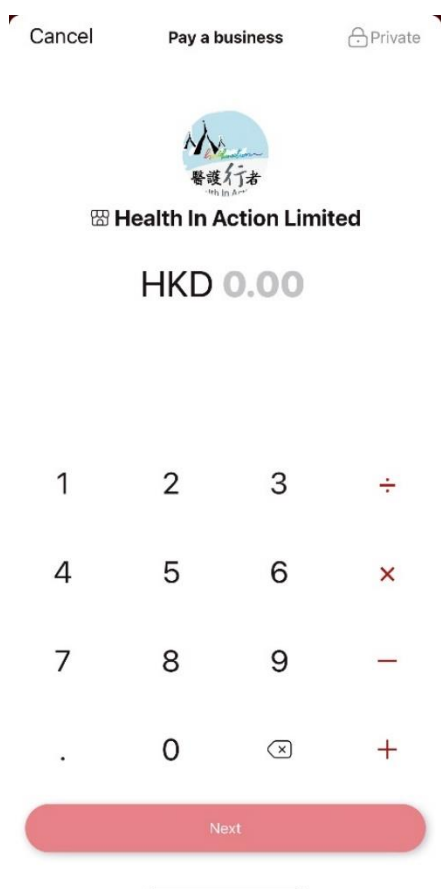 Cancel Pay a business Private
醫護行者
Health In Action Limited
HKD 0.00
1 2 3 ÷
4 5 6 ×
7 8 9 −
. 0 +
Next